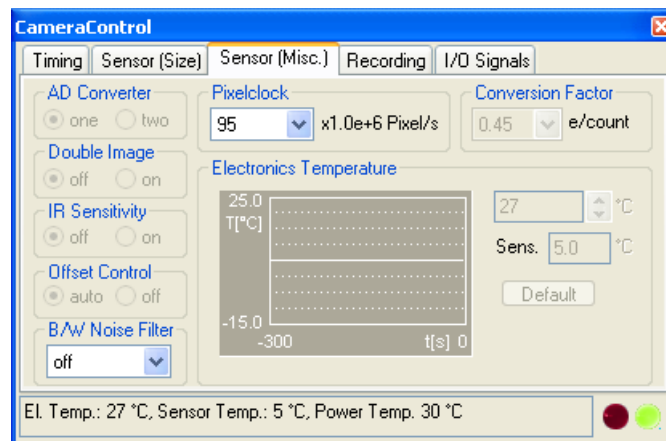 CameraControl
Timing Sensor (Size) Sensor (Misc.) Recording I/O Signals
AD Converter
one two
Pixelclock
95 x1.0e+6 Pixel/s
Conversion Factor
0.45 e/count
Double Image
off on
IR Sensitivity
off on
Offset Control
auto off
B/W Noise Filter
off
Electronics Temperature
25.0
T[°C]
-15.0
-300 t[s] 0
27 °C
Sens. 5.0 °C
Default
El. Temp.: 27 °C, Sensor Temp.: 5 °C, Power Temp. 30 °C